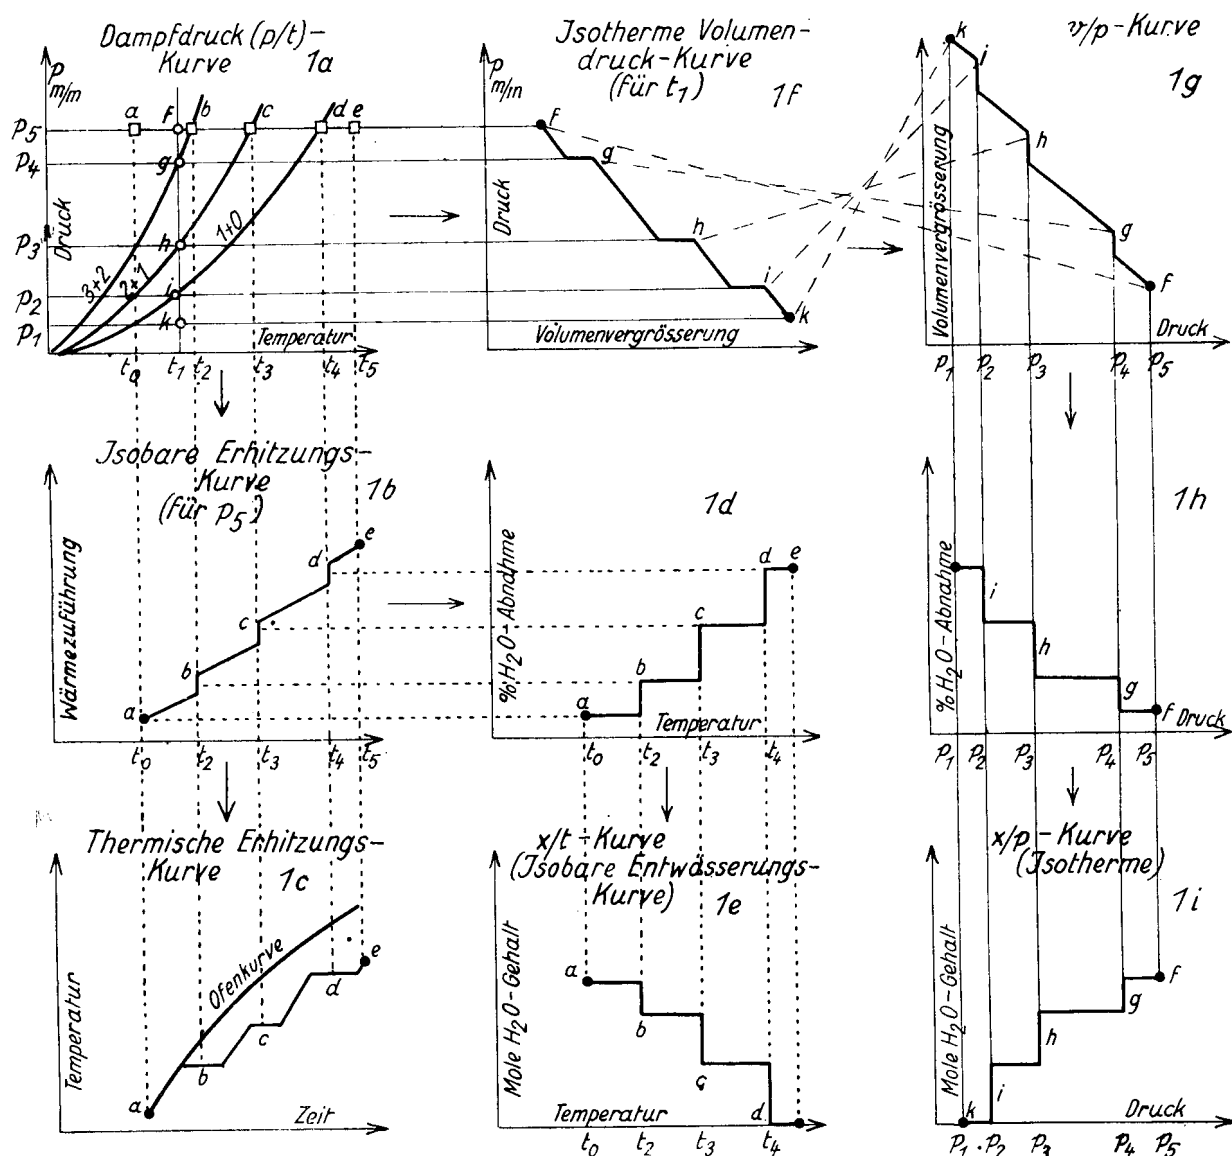 Dampfdruck (p/t)-
Kurve 1a
P m/m
a f b c d e
P5
P4
g
Druck
P3
h
3+2
2+1
1+0
P2
i
P1
k
Temperatur
t0 t1 t2 t3 t4 t5
Isotherme Volumen-
druck-Kurve
(für t1) 1f
P m/m
f
g
Druck
h
i
k
Volumenvergrösserung
v/p-Kurve
1g
k
i
h
g
f
Volumenvergrösserung
Druck
P1 P2 P3 P4 P5
Isobare Erhitzungs-
Kurve 1b
(für p5)
Wärmezuführung
e
d
c
b
a
t0 t2 t3 t4 t5
1d
% H2O-Abnahme
d e
c
b
a
Temperatur
t0 t2 t3 t4
1h
% H2O-Abnahme
i
h
g
f
Druck
P1 P2 P3 P4 P5
Thermische Erhitzungs-
Kurve 1c
Temperatur
Ofenkurve
e
d
c
b
a
Zeit
x/t-Kurve
(Isobare Entwässerungs-
Kurve) 1e
Mole H2O-Gehalt
a
b
c
d
Temperatur
t0 t2 t3 t4
x/p-Kurve
(Isotherme)
1i
Mole H2O-Gehalt
f
g
h
i
k
Druck
P1 P2 P3 P4 P5